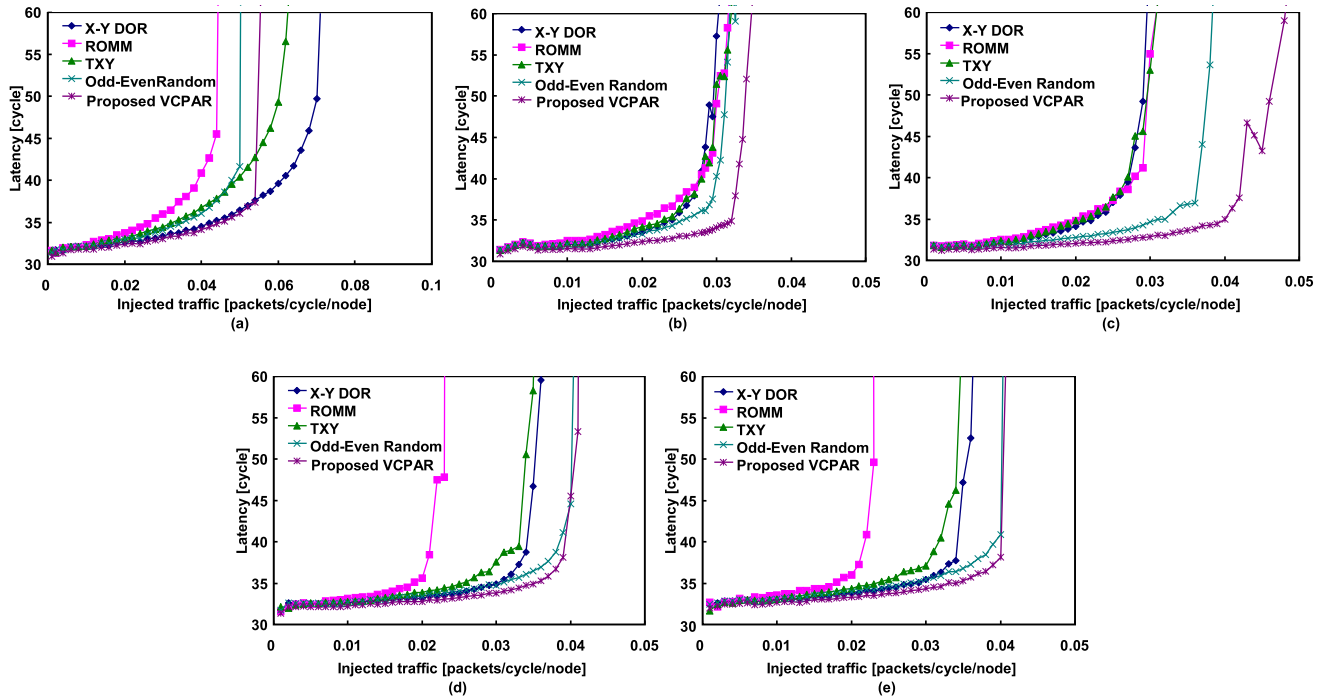 Latency [cycle]
60
55
50
45
40
35
30
X-Y DOR
ROMM
TXY
Odd-EvenRandom
Proposed VCPAR
0
0.02
0.04
0.06
0.08
0.1
Injected traffic [packets/cycle/node]
(a)
Latency [cycle]
60
55
50
45
40
35
30
X-Y DOR
ROMM
TXY
Odd-Even Random
Proposed VCPAR
0
0.01
0.02
0.03
0.04
0.05
Injected traffic [packets/cycle/node]
(b)
Latency [cycle]
60
55
50
45
40
35
30
X-Y DOR
ROMM
TXY
Odd-Even Random
Proposed VCPAR
0
0.01
0.02
0.03
0.04
0.05
Injected traffic [packets/cycle/node]
(c)
Latency [cycle]
60
55
50
45
40
35
30
X-Y DOR
ROMM
TXY
Odd-Even Random
Proposed VCPAR
0
0.01
0.02
0.03
0.04
0.05
Injected traffic [packets/cycle/node]
(d)
Latency [cycle]
60
55
50
45
40
35
30
X-Y DOR
ROMM
TXY
Odd-Even Random
Proposed VCPAR
0
0.01
0.02
0.03
0.04
0.05
Injected traffic [packets/cycle/node]
(e)